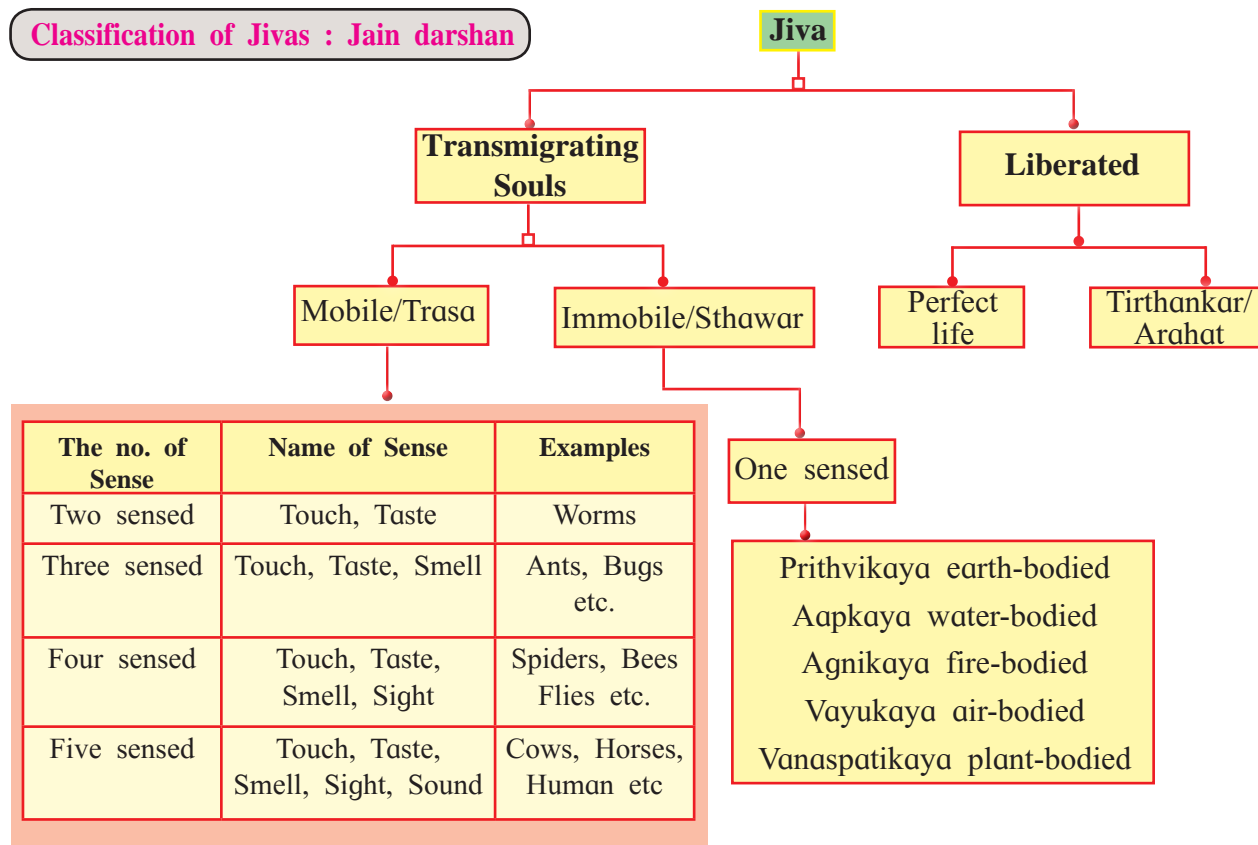 Classification of Jivas : Jain darshan
Jiva
Transmigrating
Souls
Liberated
Mobile/Trasa
Immobile/Sthawar
Perfect
life
Tirthankar/
Arahat
The no. of
Sense
Name of Sense
Examples
Two sensed
Touch, Taste
Worms
Three sensed
Touch, Taste, Smell
Ants, Bugs
etc.
Four sensed
Touch, Taste,
Smell, Sight
Spiders, Bees
Flies etc.
Five sensed
Touch, Taste,
Smell, Sight, Sound
Cows, Horses,
Human etc
One sensed
Prithvikaya earth-bodied
Aapkaya water-bodied
Agnikaya fire-bodied
Vayukaya air-bodied
Vanaspatikaya plant-bodied